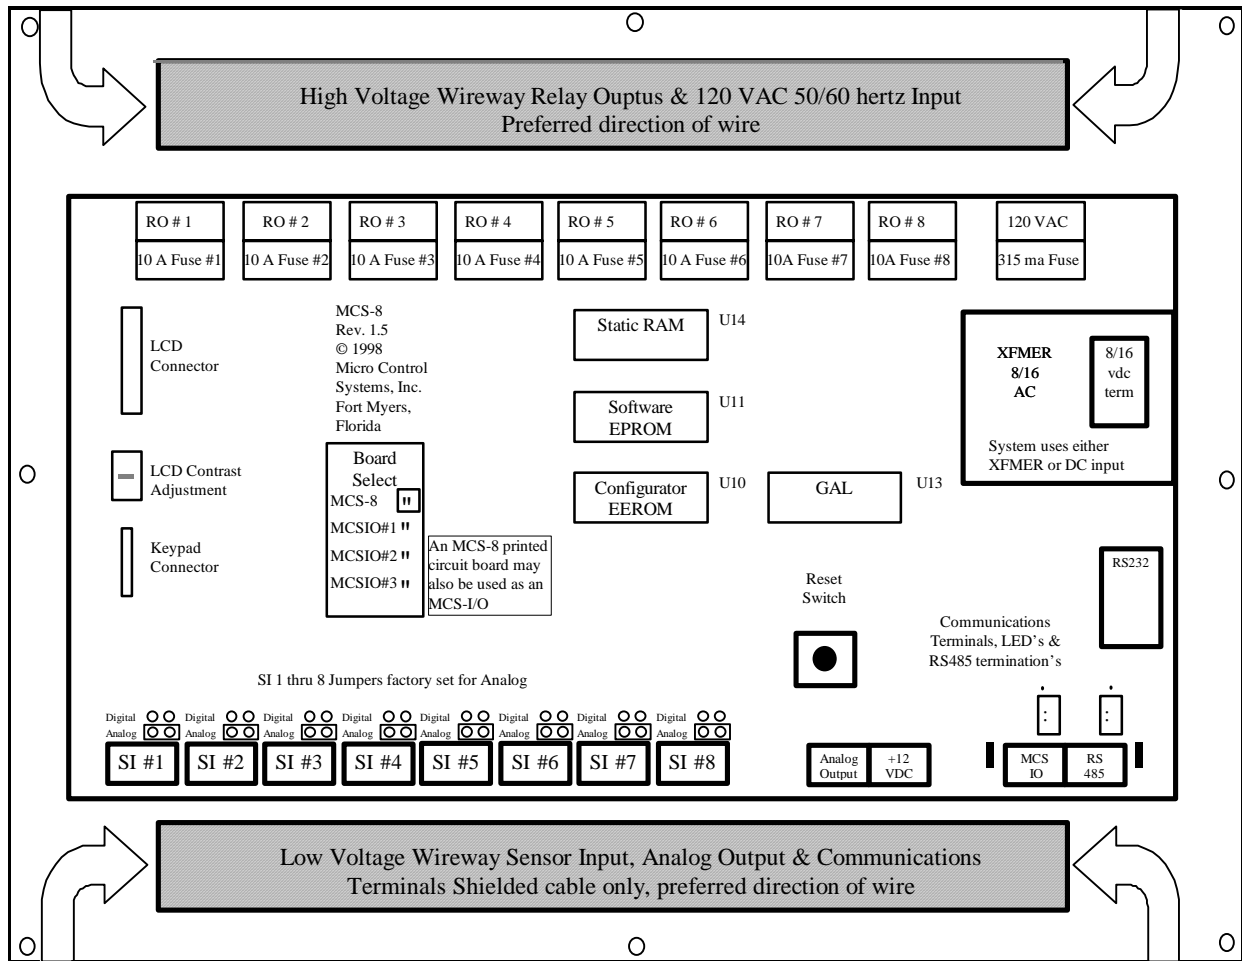 High Voltage Wireway Relay Ouptus & 120 VAC 50/60 hertz Input
Preferred direction of wire
RO # 1
RO # 2
RO # 3
RO # 4
RO # 5
RO # 6
RO # 7
RO # 8
120 VAC
10 A Fuse #1
10 A Fuse #2
10 A Fuse #3
10 A Fuse #4
10 A Fuse #5
10 A Fuse #6
10A Fuse #7
10A Fuse #8
315 ma Fuse
LCD
Connector
MCS-8
Rev. 1.5
© 1998
Micro Control
Systems, Inc.
Fort Myers,
Florida
Static RAM
U14
Software
EPROM
U11
Configurator
EEROM
U10
GAL
U13
XFMER
8/16
AC
8/16
vdc
term
System uses either
XFMER or DC input
LCD Contrast
Adjustment
Board
Select
MCS-8 "
MCSIO#1 "
MCSIO#2 "
MCSIO#3 "
An MCS-8 printed
circuit board may
also be used as an
MCS-I/O
Keypad
Connector
Reset
Switch
RS232
Communications
Terminals, LED's &
RS485 termination's
SI 1 thru 8 Jumpers factory set for Analog
Digital
Analog
SI #1
Digital
Analog
SI #2
Digital
Analog
SI #3
Digital
Analog
SI #4
Digital
Analog
SI #5
Digital
Analog
SI #6
Digital
Analog
SI #7
Digital
Analog
SI #8
Analog
Output
+12
VDC
MCS
IO
RS
485
Low Voltage Wireway Sensor Input, Analog Output & Communications
Terminals Shielded cable only, preferred direction of wire